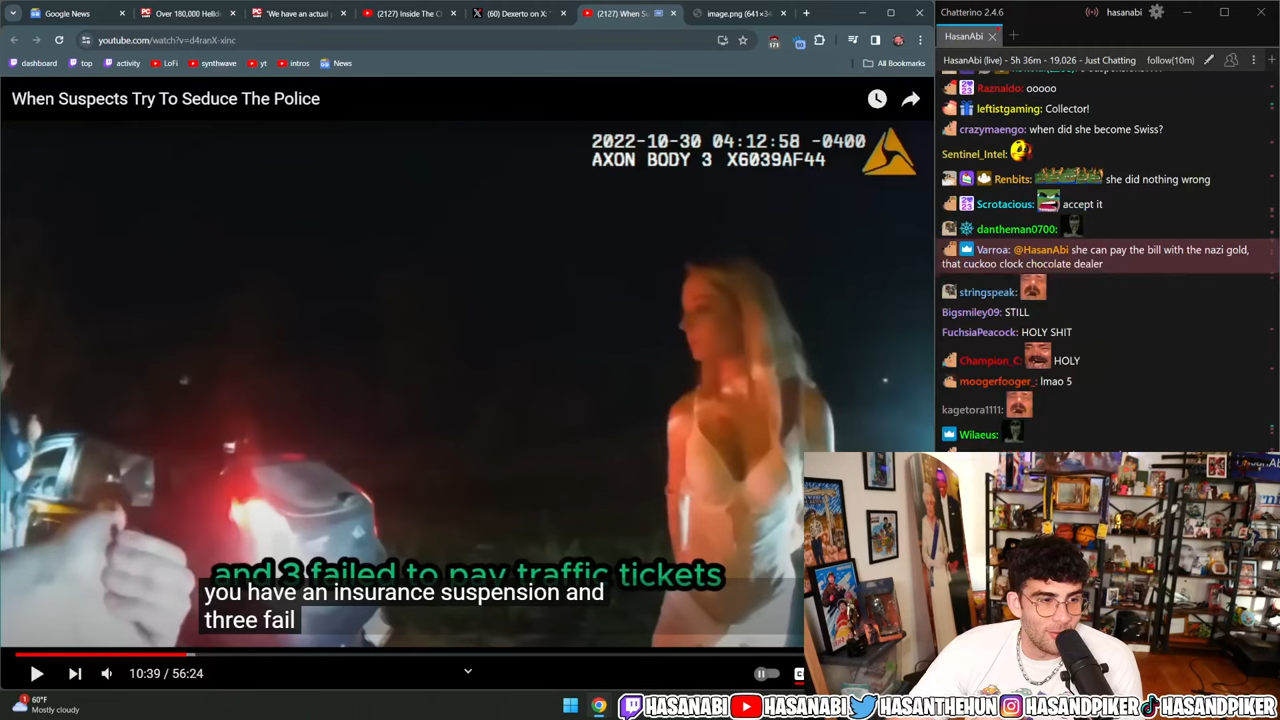 Google News
Over 180,000 Helld
"We have an actual
(2127) Inside The C
(60) Dexerto on X:
(2127) When S
image.png (641×34
Chatterino 2.4.6
hasanabi
youtube.com/watch?v=d4ranX-xinc
171
HasanAbi
dashboard
top
activity
LoFi
synthwave
yt
intros
News
All Bookmarks
HasanAbi (live) - 5h 36m - 19,026 - Just Chatting
follow(10m)
When Suspects Try To Seduce The Police
2022-10-30 04:12:58 -0400
AXON BODY 3 X6039AF44
Raznaldo: ooooo
leftistgaming: Collector!
crazymaengo: when did she become Swiss?
Sentinel_Intel:
Renbits: she did nothing wrong
Scrotacious: accept it
dantheman0700:
Varroa: @HasanAbi she can pay the bill with the nazi gold,
that cuckoo clock chocolate dealer
stringspeak:
Bigsmiley09: STILL
FuchsiaPeacock: HOLY SHIT
Champion_C: HOLY
moogerfooger_: lmao 5
kagetora1111:
Wilaeus:
and 3 failed to pay traffic tickets
you have an insurance suspension and
three fail
10:39 / 56:24
60°F
Mostly cloudy
HASANABI
HASANABI
HASANTHEHUN
HASANDPIKER
HASANDPIKER